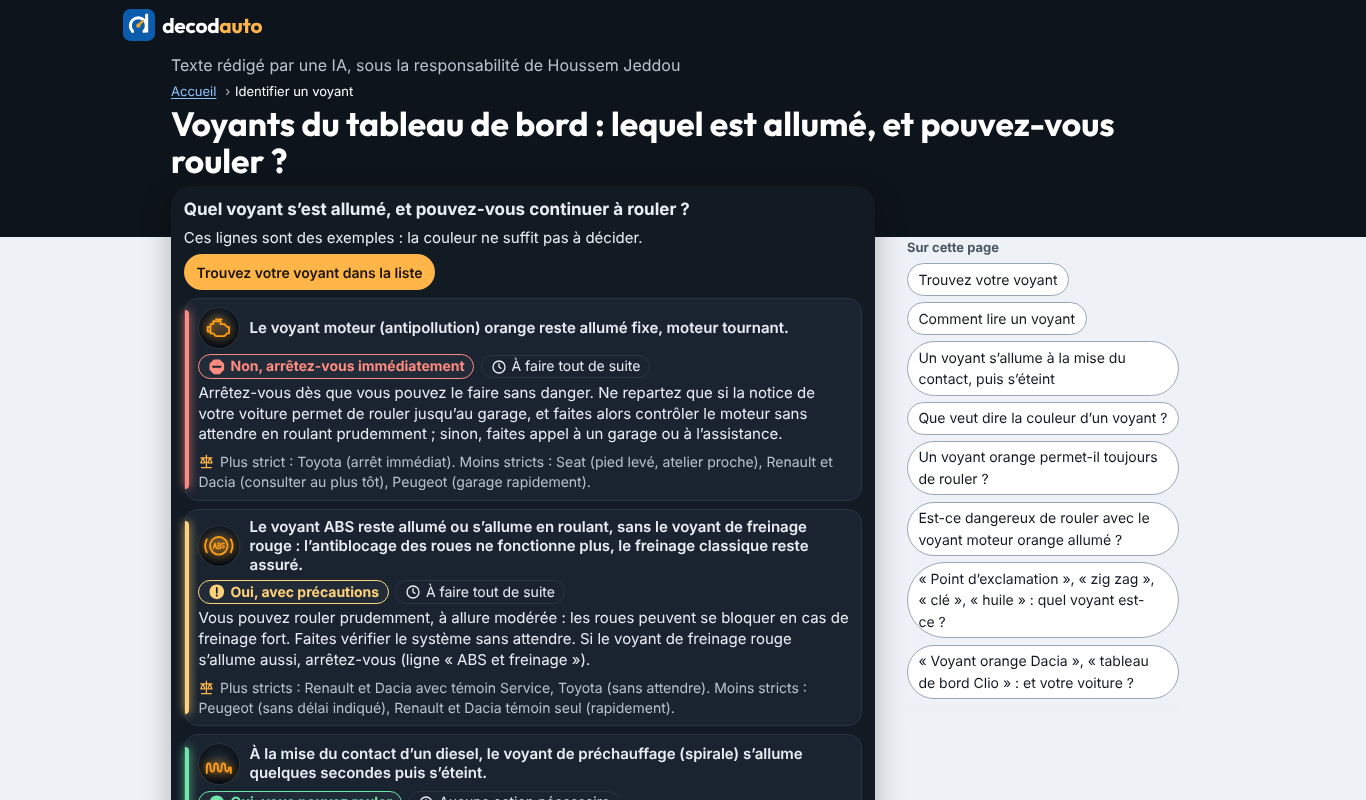 decodauto
Texte rédigé par une IA, sous la responsabilité de Houssem Jeddou
Accueil › Identifier un voyant
Voyants du tableau de bord : lequel est allumé, et pouvez-vous
rouler ?
Quel voyant s’est allumé, et pouvez-vous continuer à rouler ?
Ces lignes sont des exemples : la couleur ne suffit pas à décider.
Trouvez votre voyant dans la liste
Le voyant moteur (antipollution) orange reste allumé fixe, moteur tournant.
Non, arrêtez-vous immédiatement
À faire tout de suite
Arrêtez-vous dès que vous pouvez le faire sans danger. Ne repartez que si la notice de
votre voiture permet de rouler jusqu’au garage, et faites alors contrôler le moteur sans
attendre en roulant prudemment ; sinon, faites appel à un garage ou à l’assistance.
Plus strict : Toyota (arrêt immédiat). Moins stricts : Seat (pied levé, atelier proche), Renault et
Dacia (consulter au plus tôt), Peugeot (garage rapidement).
ABS
Le voyant ABS reste allumé ou s’allume en roulant, sans le voyant de freinage
rouge : l’antiblocage des roues ne fonctionne plus, le freinage classique reste
assuré.
Oui, avec précautions
À faire tout de suite
Vous pouvez rouler prudemment, à allure modérée : les roues peuvent se bloquer en cas de
freinage fort. Faites vérifier le système sans attendre. Si le voyant de freinage rouge
s’allume aussi, arrêtez-vous (ligne « ABS et freinage »).
Plus stricts : Renault et Dacia avec témoin Service, Toyota (sans attendre). Moins stricts :
Peugeot (sans délai indiqué), Renault et Dacia témoin seul (rapidement).
À la mise du contact d’un diesel, le voyant de préchauffage (spirale) s’allume
quelques secondes puis s’éteint.
Oui, vous pouvez rouler
Aucune action nécessaire
Sur cette page
Trouvez votre voyant
Comment lire un voyant
Un voyant s’allume à la mise du
contact, puis s’éteint
Que veut dire la couleur d’un voyant ?
Un voyant orange permet-il toujours
de rouler ?
Est-ce dangereux de rouler avec le
voyant moteur orange allumé ?
« Point d’exclamation », « zig zag »,
« clé », « huile » : quel voyant est-
ce ?
« Voyant orange Dacia », « tableau
de bord Clio » : et votre voiture ?